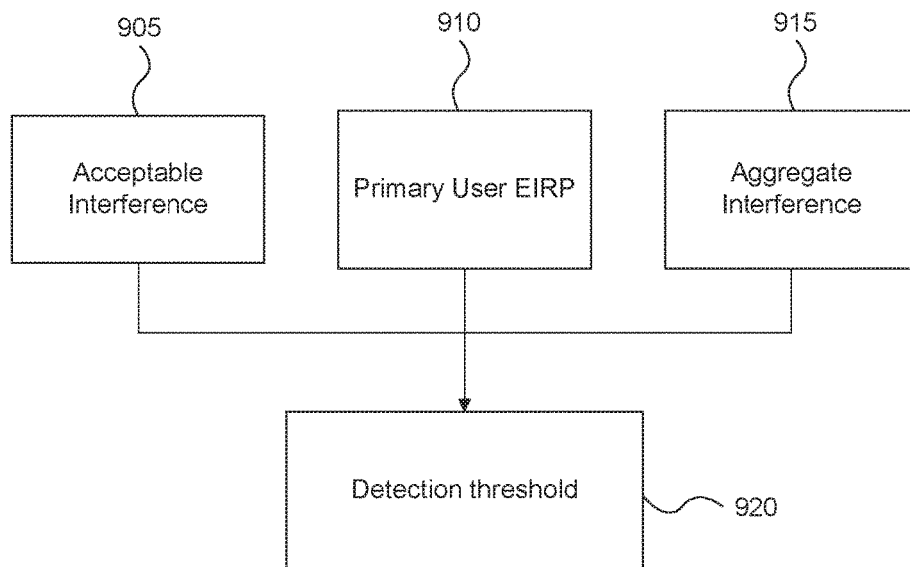 905
910
915
Acceptable
Interference
Primary User EIRP
Aggregate
Interference
Detection threshold
920